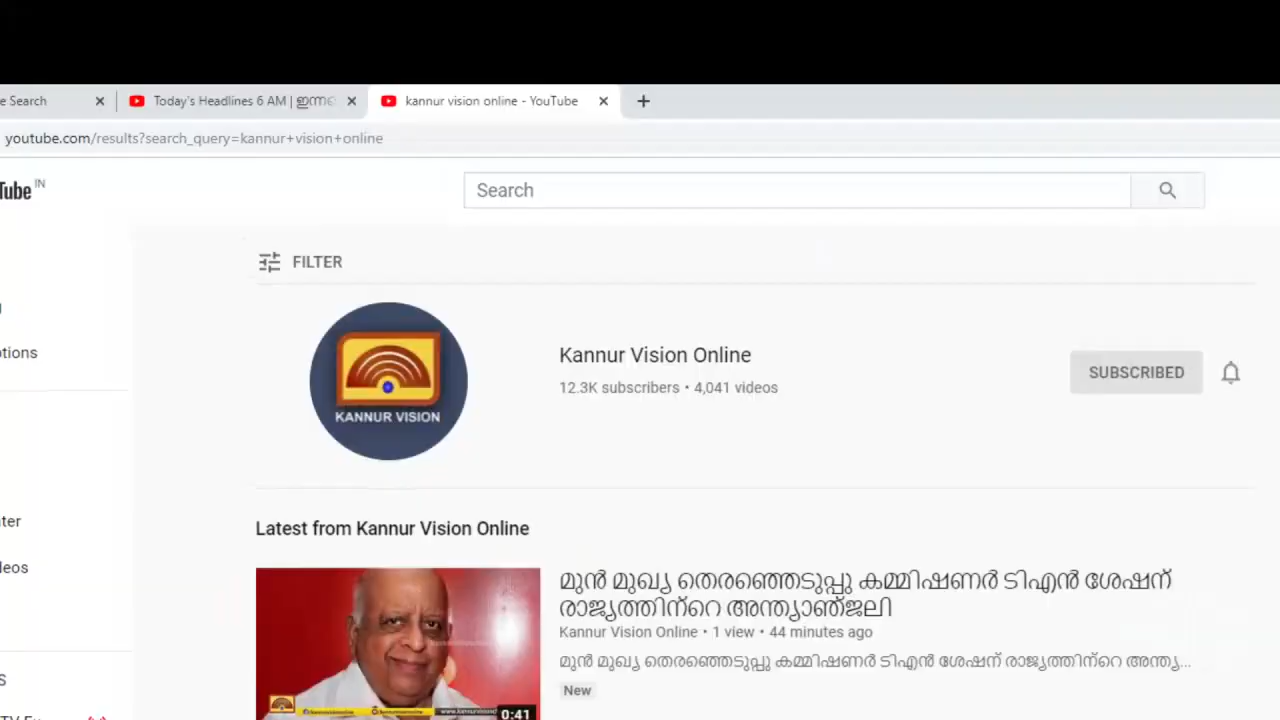 e Search
Today's Headlines 6 AM | ഇന്നത്
kannur vision online - YouTube
youtube.com/results?search_query=kannur+vision+online
Tube IN
Search
FILTER
otions
KANNUR VISION
Kannur Vision Online
12.3K subscribers • 4,041 videos
SUBSCRIBED
ter
Latest from Kannur Vision Online
leos
മുൻ മുഖ്യ തെരഞ്ഞെടുപ്പു കമ്മിഷണർ ടിഎൻ ശേഷന്
രാജ്യത്തിന്റെ അന്ത്യാഞ്ജലി
Kannur Vision Online • 1 view • 44 minutes ago
മുൻ മുഖ്യ തെരഞ്ഞെടുപ്പു കമ്മിഷണർ ടിഎൻ ശേഷന് രാജ്യത്തിന്റെ അന്ത്യ...
New
S
0:41